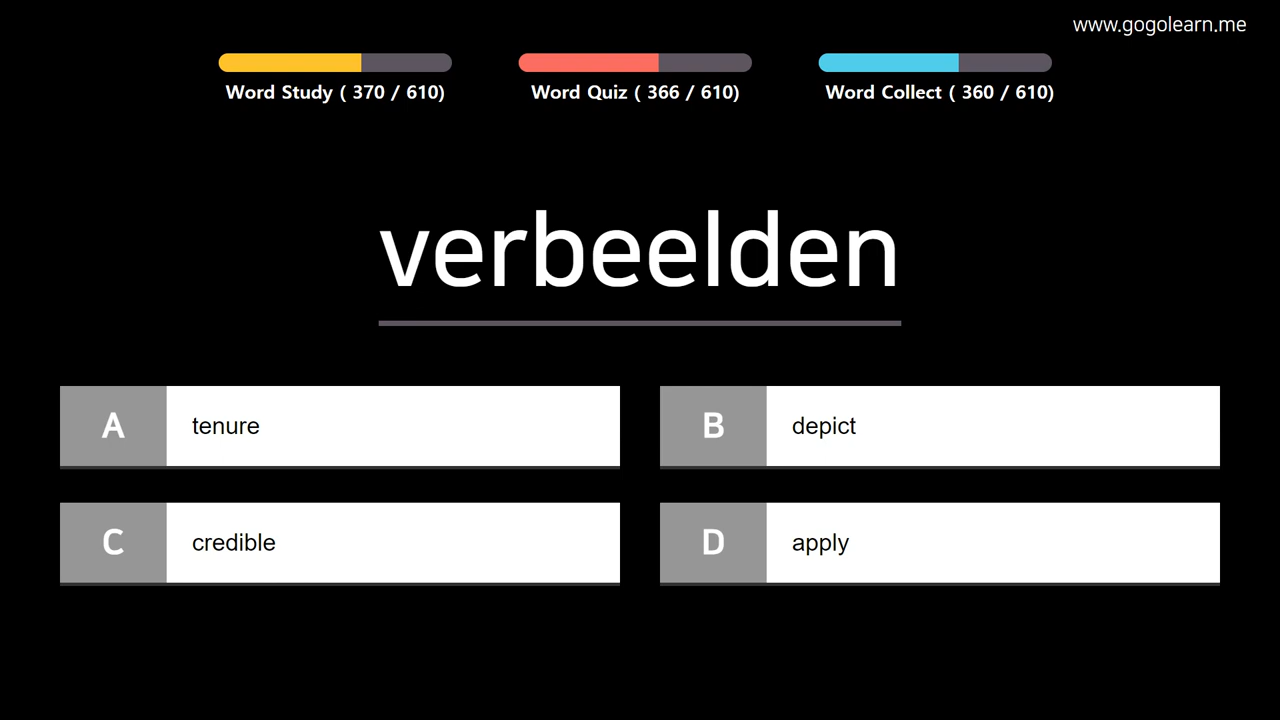 www.gogolearn.me
Word Study ( 370 / 610)
Word Quiz ( 366 / 610)
Word Collect ( 360 / 610)
verbeelden
A tenure
B depict
C credible
D apply